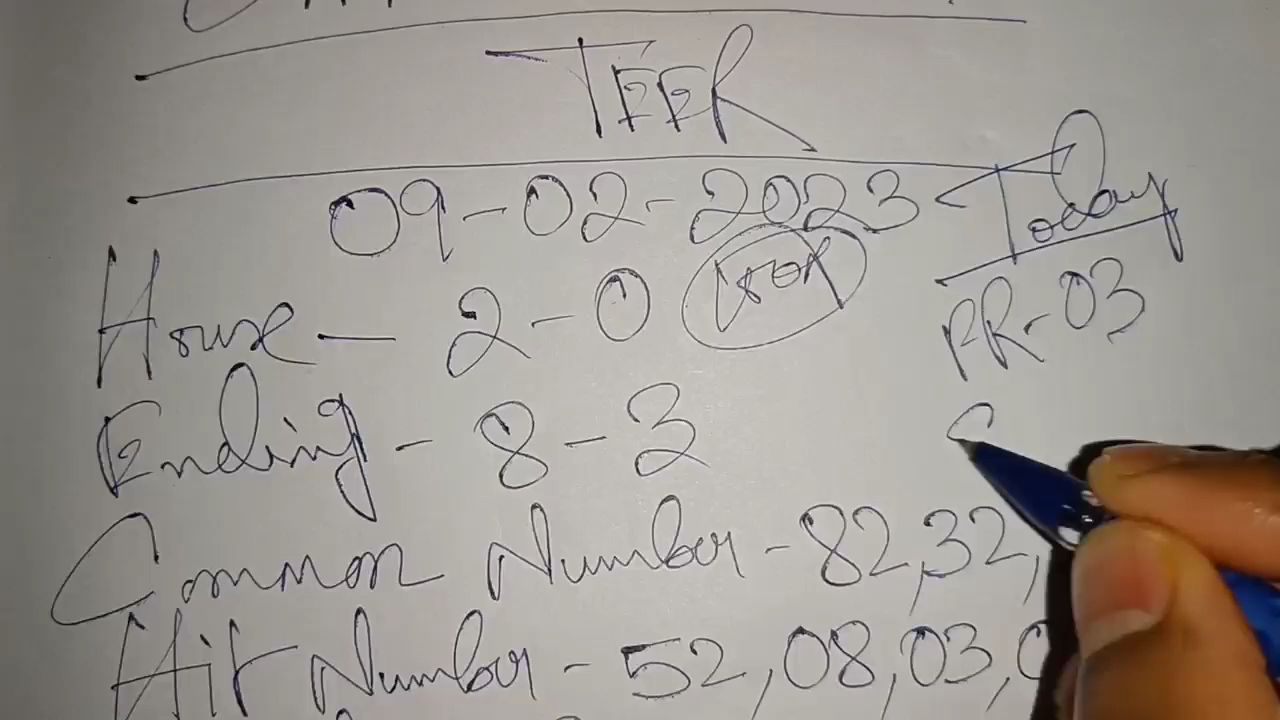 TEER
09-02-2023 Today
House - 2-0 PR-03
Ending - 8-3
Common Number - 82,32,
Hit Number - 52,08,03,0